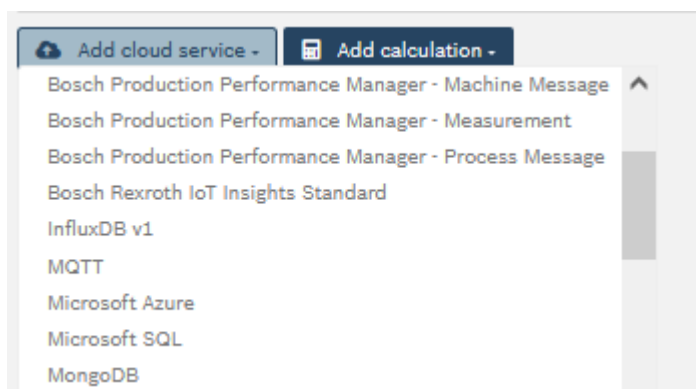 Add cloud service - Add calculation -
Bosch Production Performance Manager - Machine Message
Bosch Production Performance Manager - Measurement
Bosch Production Performance Manager - Process Message
Bosch Rexroth IoT Insights Standard
InfluxDB v1
MQTT
Microsoft Azure
Microsoft SQL
MongoDB